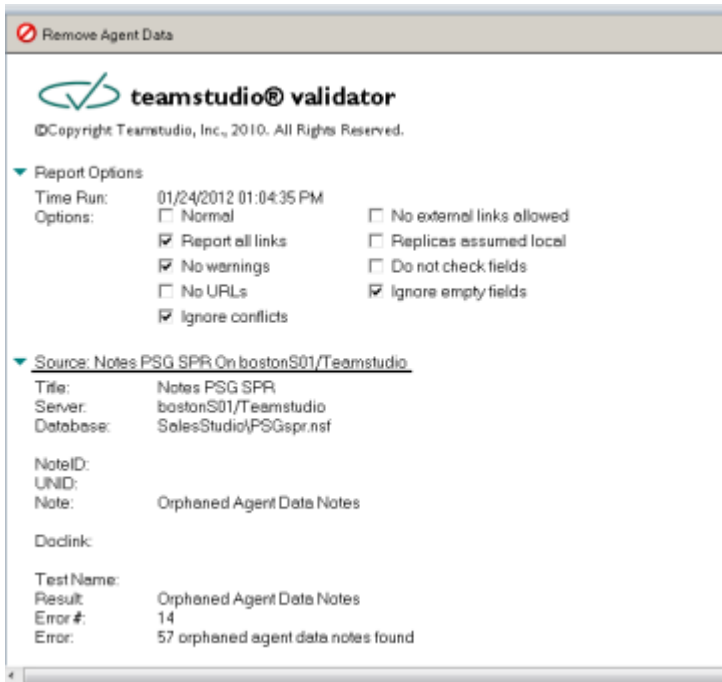 Remove Agent Data
teamstudio® validator
©Copyright Teamstudio, Inc., 2010. All Rights Reserved.
Report Options
Time Run: 01/24/2012 01:04:35 PM
Options: Normal No external links allowed
Report all links Replicas assumed local
No warnings Do not check fields
No URLs Ignore empty fields
Ignore conflicts
Source: Notes PSG SPR On bostonS01/Teamstudio
Title: Notes PSG SPR
Server: bostonS01/Teamstudio
Database: SalesStudio\PSGspr.nsf
NoteID:
UNID:
Note: Orphaned Agent Data Notes
Doclink:
Test Name:
Result Orphaned Agent Data Notes
Error #: 14
Error: 57 orphaned agent data notes found